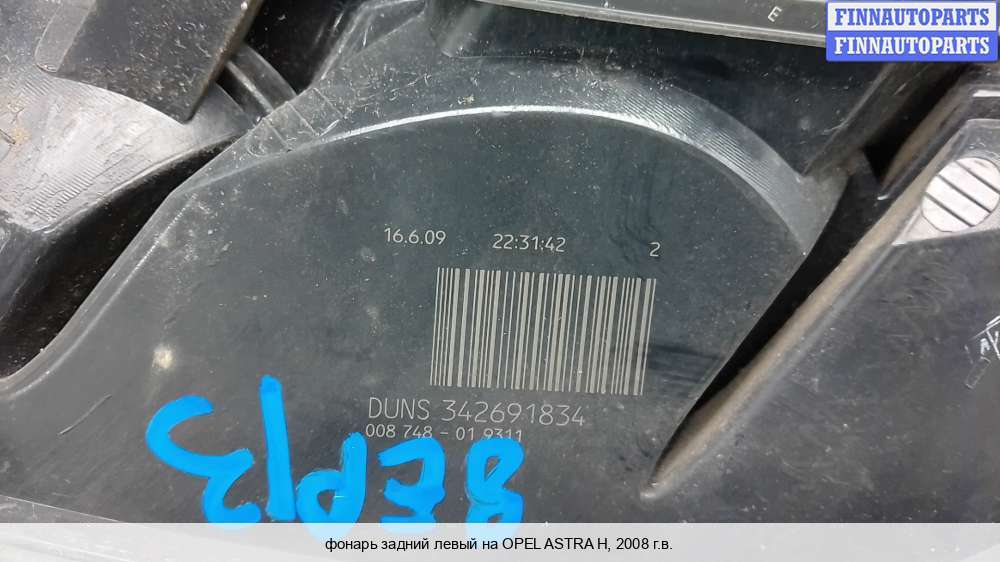 E
FINNAUTOPARTS
FINNAUTOPARTS
16.6.09 22:31:42 2
DUNS 342691834
008 748 - 01 9311
фонарь задний левый на OPEL ASTRA H, 2008 г.в.